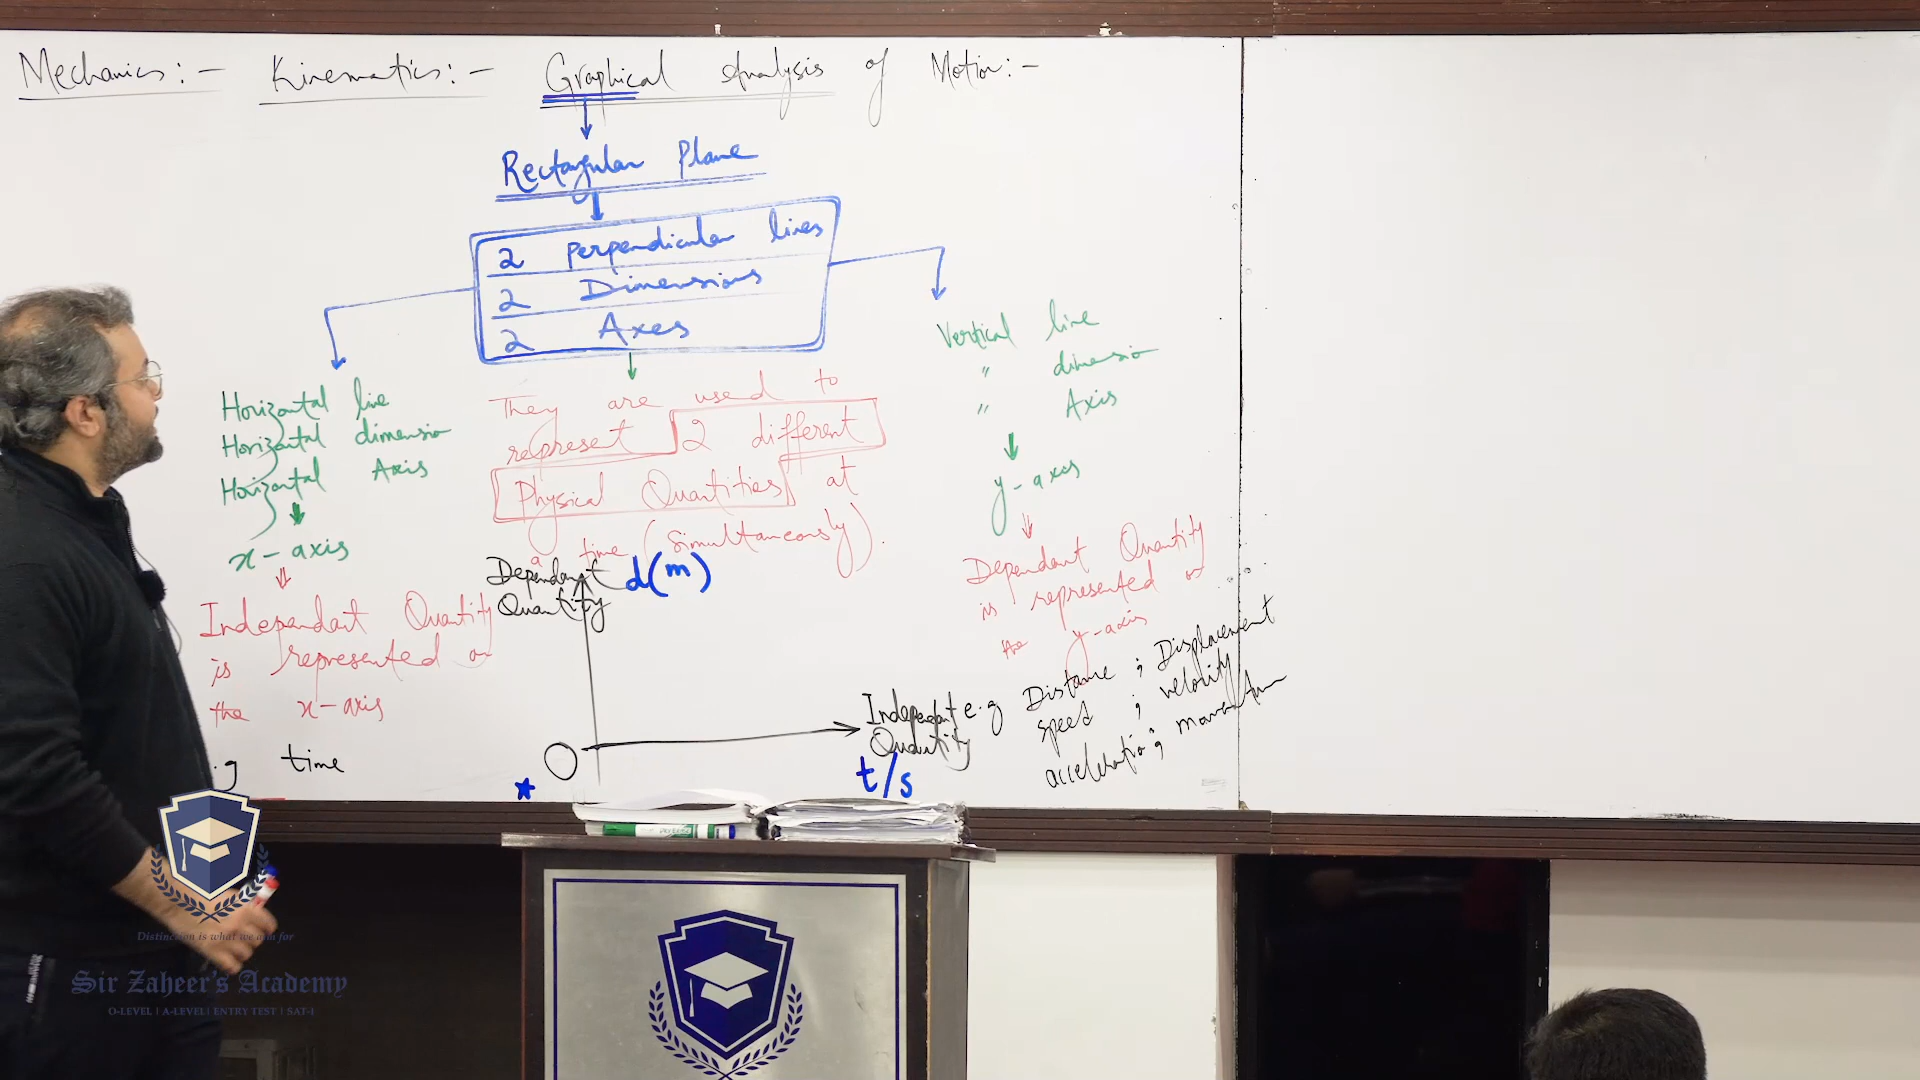 Mechanics:- Kinematics:- Graphical Analysis of Motion:-
Rectangular Plane
2 Perpendicular lines
2 Dimensions
2 Axes
Horizontal line
Horizontal dimension
Horizontal Axis
x-axis
Independant Quantity
is represented on
the x-axis
.g time
They are used to
represent 2 different
Physical Quantities at
a time (simultaneously).
Vertical line
" dimension
" Axis
y-axis
Dependant Quantity
is represented on
the y-axis
e.g Distance ; Displacement
speed ; velocity
acceleration ; momentum
Dependant
Quantity
d(m)
Independant
Quantity
t/s
Distinction is what we aim for
Sir Zaheer's Academy
O-LEVEL | A-LEVEL | ENTRY TEST | SAT-I